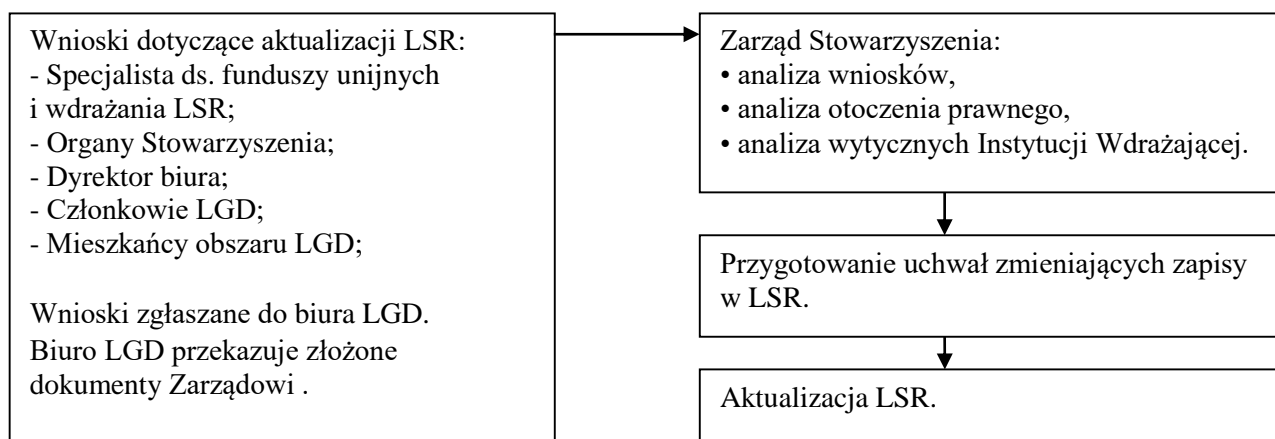 Wnioski dotyczące aktualizacji LSR:
- Specjalista ds. funduszy unijnych
i wdrażania LSR;
- Organy Stowarzyszenia;
- Dyrektor biura;
- Członkowie LGD;
- Mieszkańcy obszaru LGD;
Wnioski zgłaszane do biura LGD.
Biuro LGD przekazuje złożone
dokumenty Zarządowi .
Zarząd Stowarzyszenia:
• analiza wniosków,
• analiza otoczenia prawnego,
• analiza wytycznych Instytucji Wdrażającej.
Przygotowanie uchwał zmieniających zapisy
w LSR.
Aktualizacja LSR.